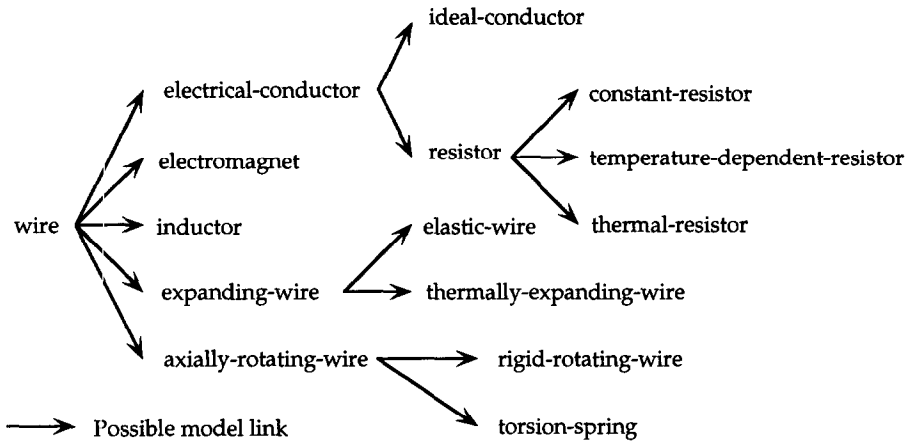 ideal-conductor
electrical-conductor
constant-resistor
resistor
electromagnet
temperature-dependent-resistor
wire
inductor
elastic-wire
thermal-resistor
expanding-wire
thermally-expanding-wire
axially-rotating-wire
rigid-rotating-wire
Possible model link
torsion-spring